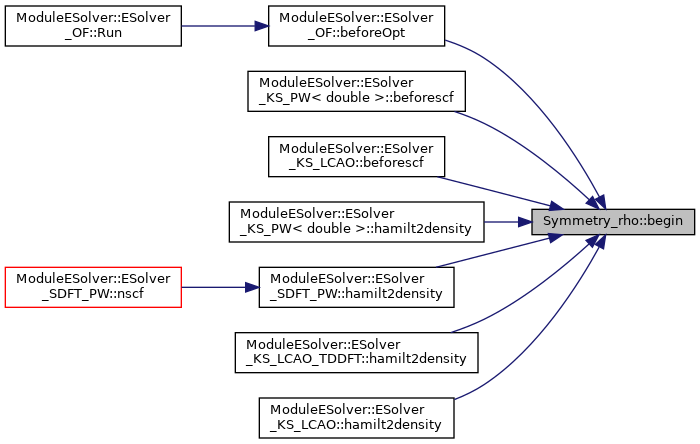 ModuleESolver::ESolver
_OF::Run
ModuleESolver::ESolver
_OF::beforeOpt
ModuleESolver::ESolver
_KS_PW< double >::beforescf
ModuleESolver::ESolver
_KS_LCAO::beforescf
ModuleESolver::ESolver
_KS_PW< double >::hamilt2density
Symmetry_rho::begin
ModuleESolver::ESolver
_SDFT_PW::nscf
ModuleESolver::ESolver
_SDFT_PW::hamilt2density
ModuleESolver::ESolver
_KS_LCAO_TDDFT::hamilt2density
ModuleESolver::ESolver
_KS_LCAO::hamilt2density